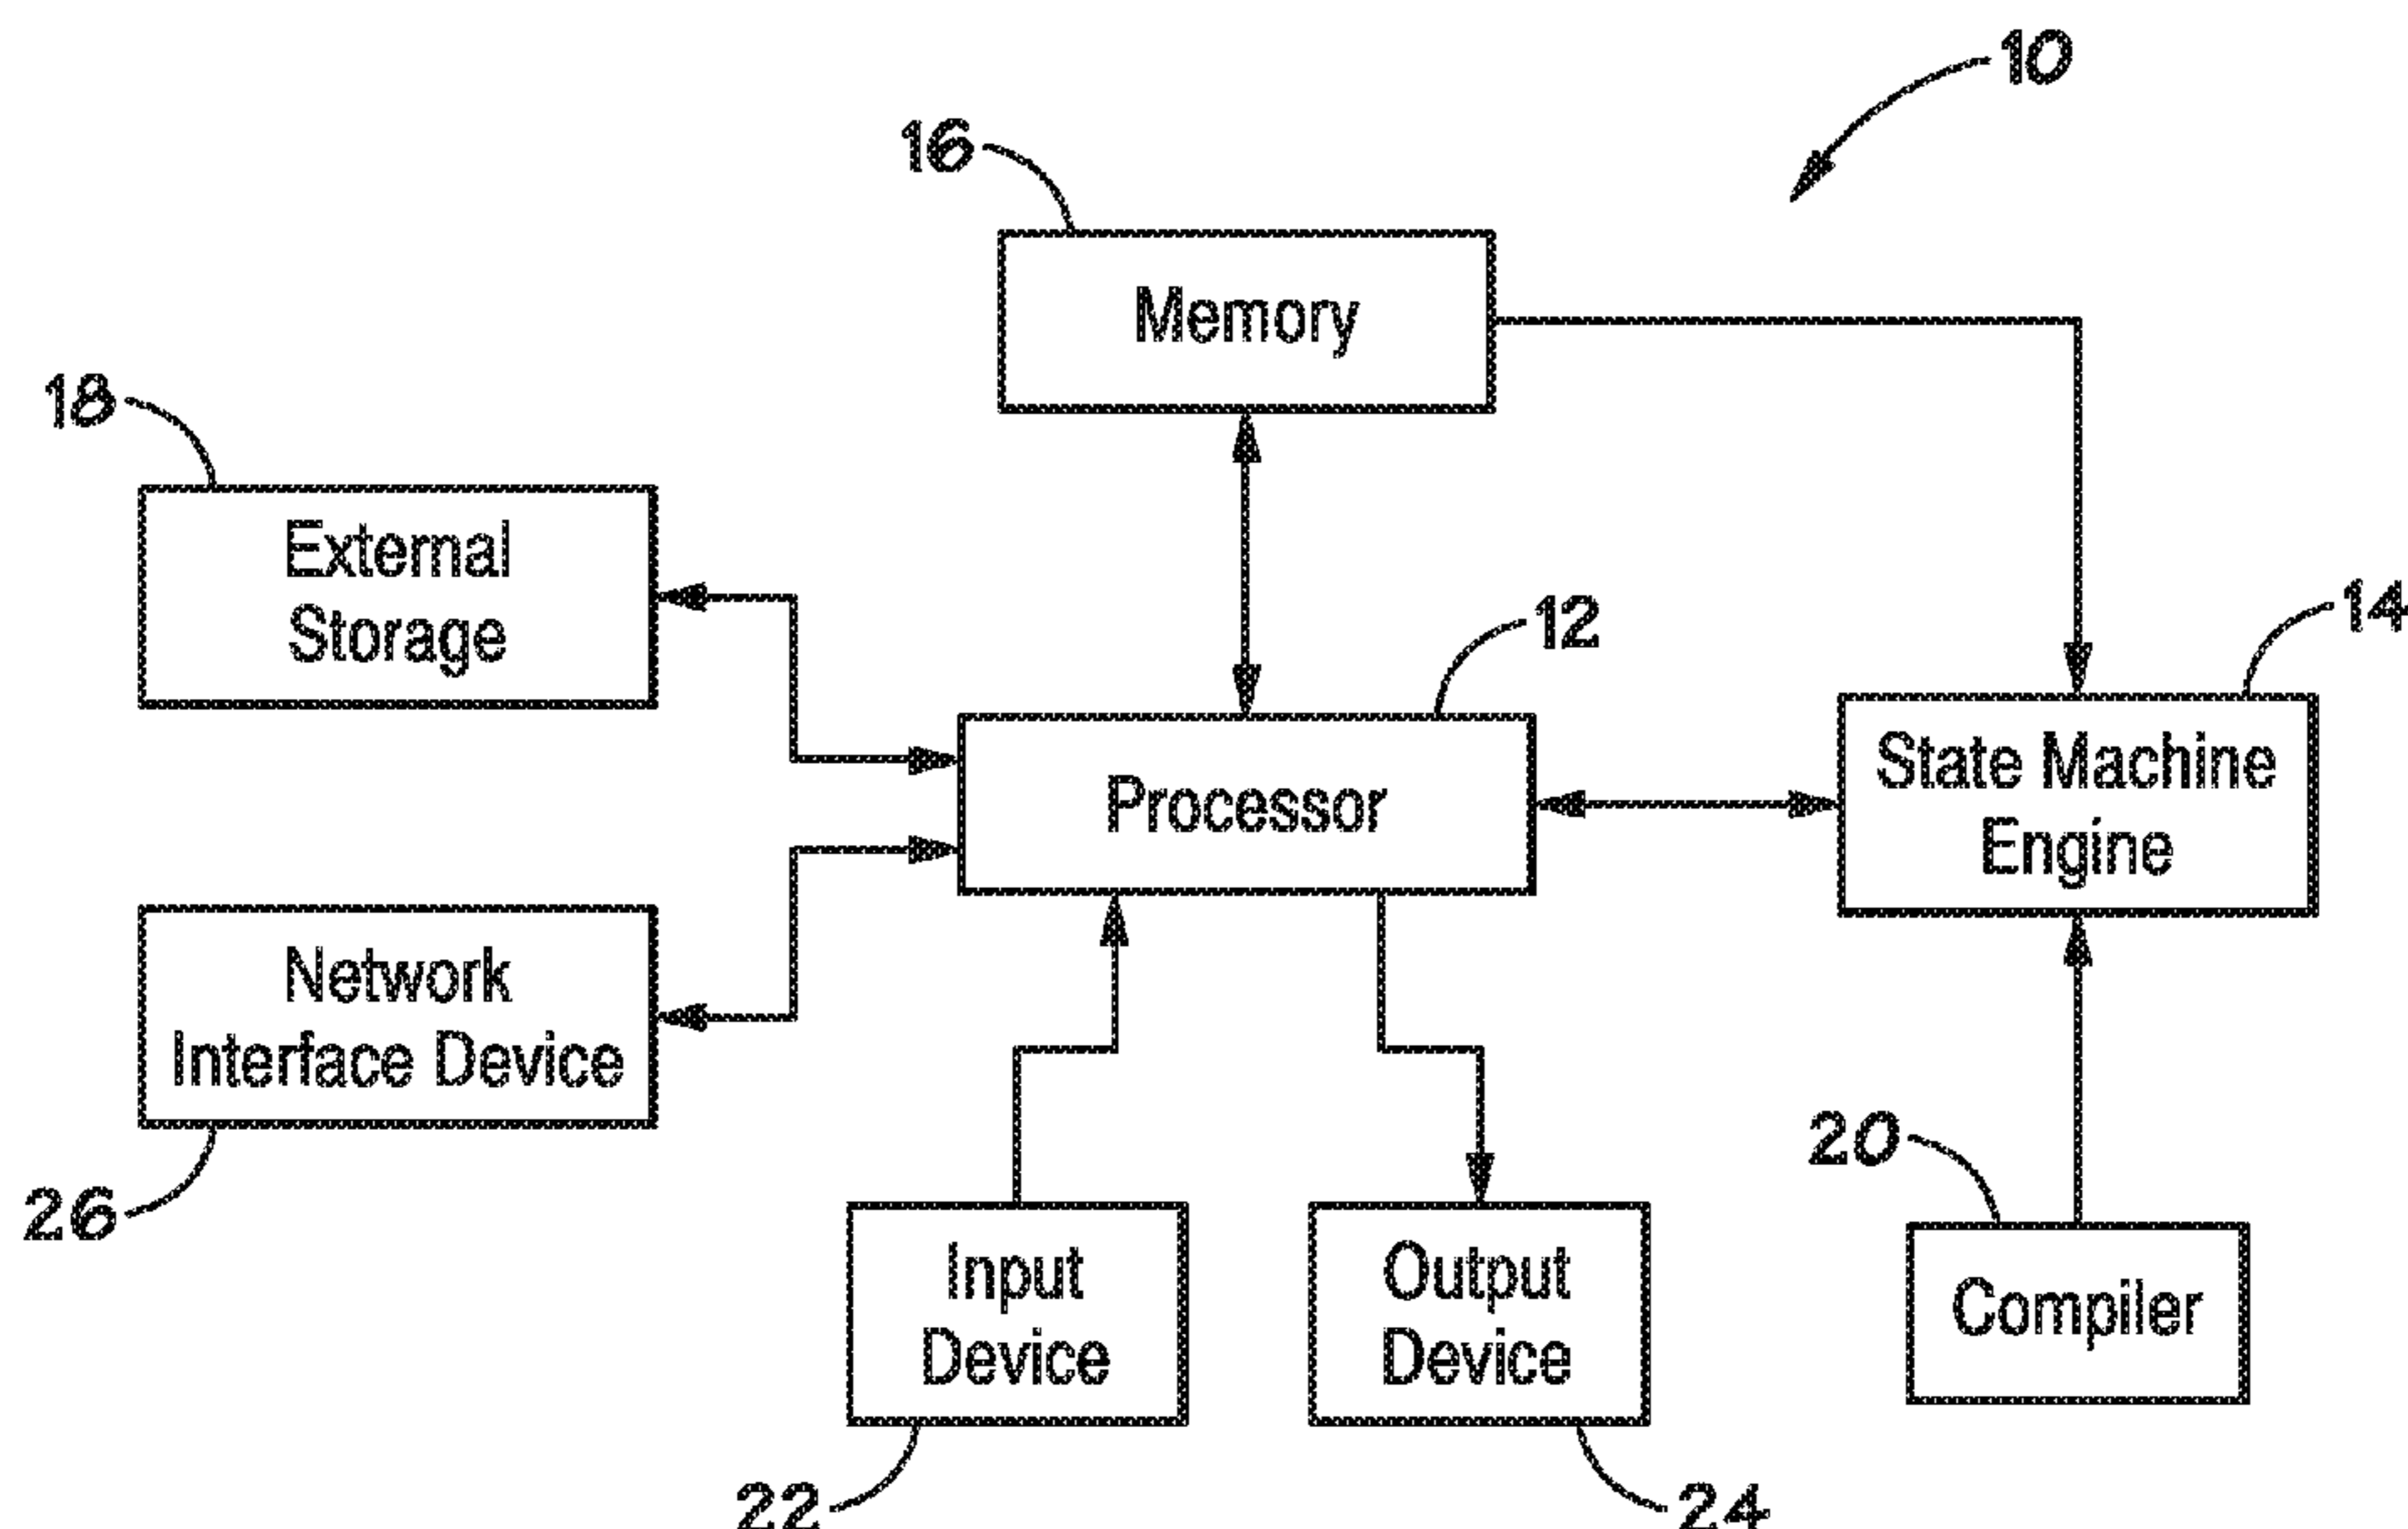 10
16
Memory
18
External
Storage
12
14
Processor
State Machine
Engine
Network
Interface Device
26
20
Input
Device
Output
Device
Compiler
22
24